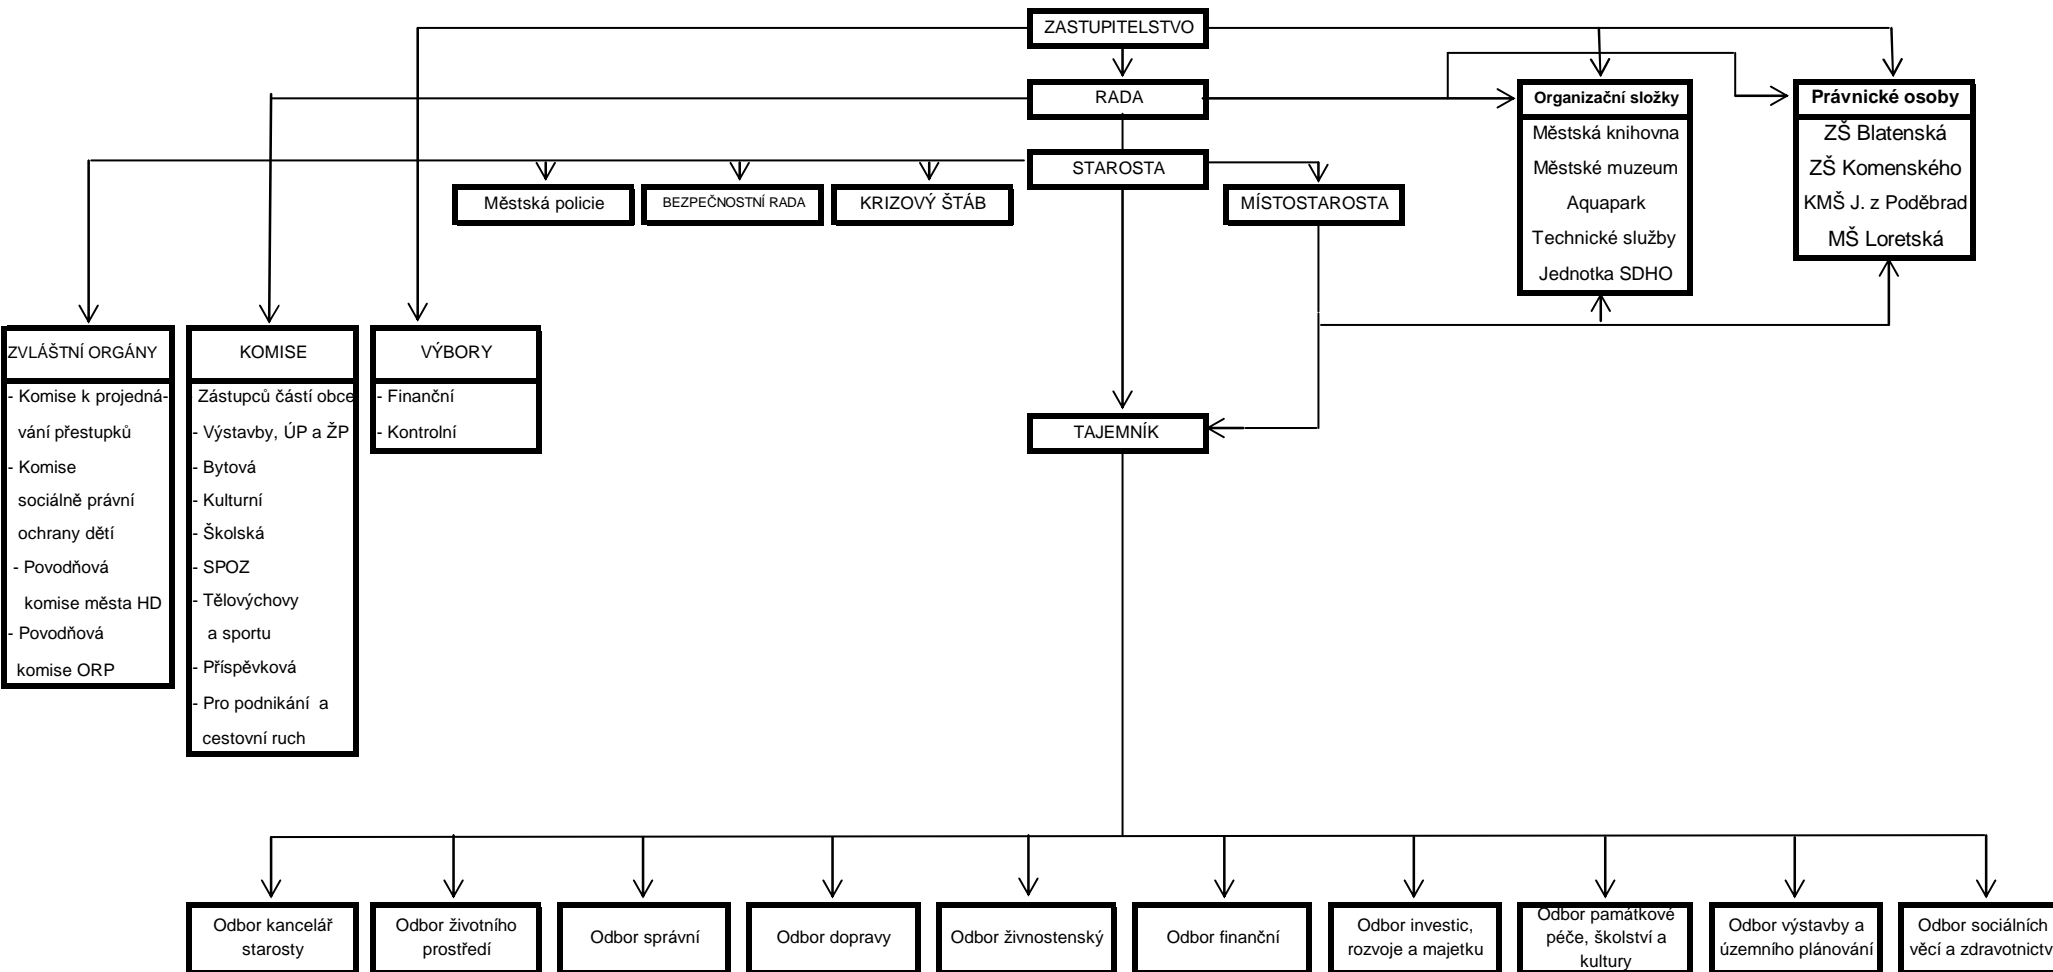 ZASTUPITELSTVO
RADA
STAROSTA
Městská policie
BEZPEČNOSTNÍ RADA
KRIZOVÝ ŠTÁB
MÍSTOSTAROSTA
Organizační složky
Městská knihovna
Městské muzeum
Aquapark
Technické služby
Jednotka SDHO
Právnické osoby
ZŠ Blatenská
ZŠ Komenského
KMŠ J. z Poděbrad
MŠ Loretská
ZVLÁŠTNÍ ORGÁNY
- Komise k projedná-
vání přestupků
- Komise
sociálně právní
ochrany dětí
- Povodňová
komise města HD
- Povodňová
komise ORP
KOMISE
- Zástupců částí obce
- Výstavby, ÚP a ŽP
- Bytová
- Kulturní
- Školská
- SPOZ
- Tělovýchovy
a sportu
- Příspěvková
- Pro podnikání a
cestovní ruch
VÝBORY
- Finanční
- Kontrolní
TAJEMNÍK
Odbor kancelář
starosty
Odbor životního
prostředí
Odbor správní
Odbor dopravy
Odbor živnostenský
Odbor finanční
Odbor investic,
rozvoje a majetku
Odbor památkové
péče, školství a
kultury
Odbor výstavby a
územního plánování
Odbor sociálních
věcí a zdravotnictv